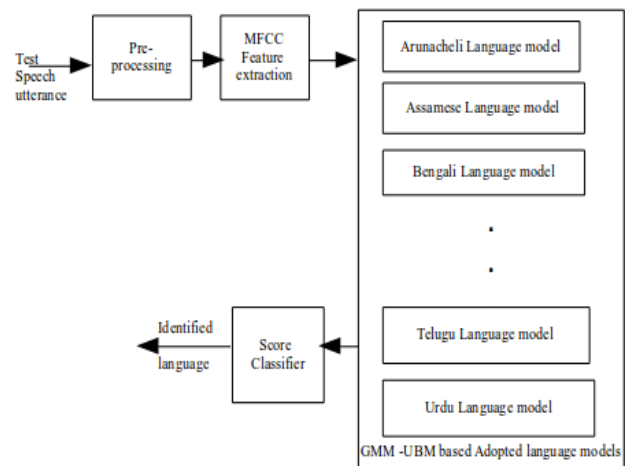 Test
Speech
utterance
Pre-
processing
MFCC
Feature
extraction
Arunacheli Language model
Assamese Language model
Bengali Language model
.
.
Telugu Language model
Urdu Language model
GMM -UBM based Adopted language models
Score
Classifier
Identified
language